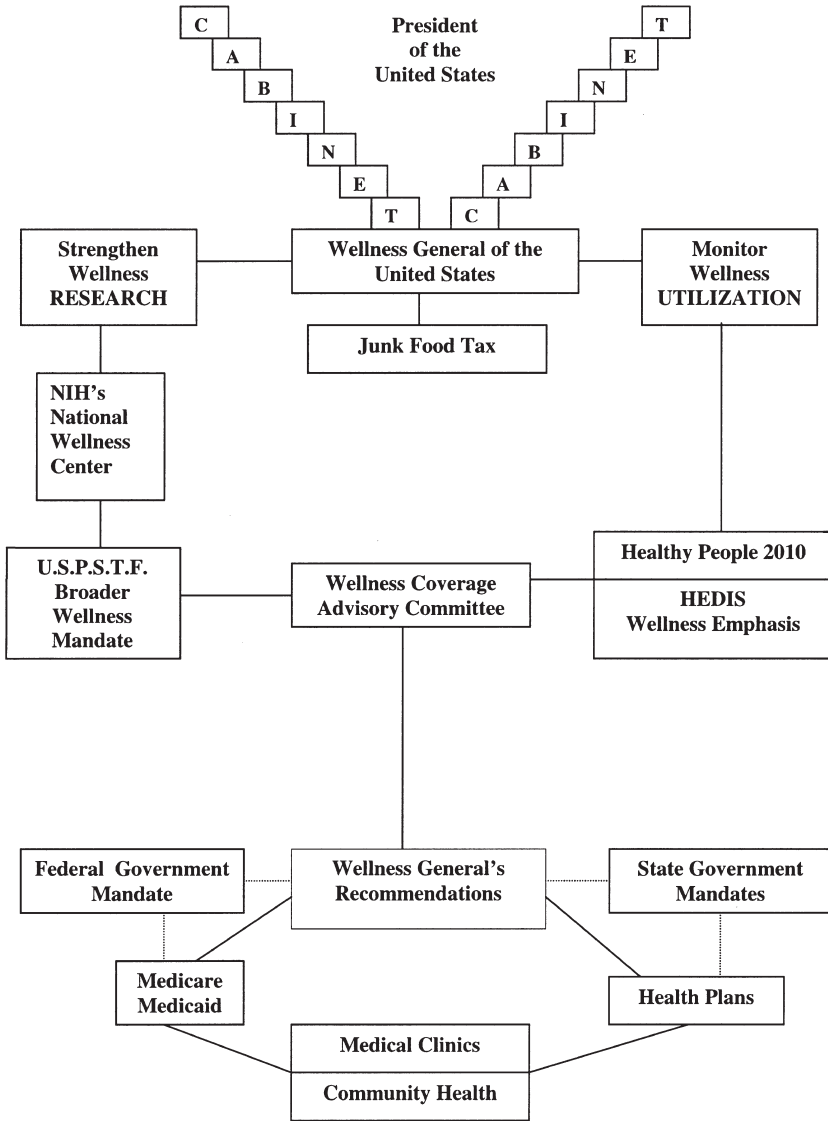 President
of the
United States
C
A
B
I
N
E
T
C
A
B
I
N
E
T
Strengthen
Wellness
RESEARCH
Wellness General of the
United States
Monitor
Wellness
UTILIZATION
Junk Food Tax
NIH's
National
Wellness
Center
U.S.P.S.T.F.
Broader
Wellness
Mandate
Wellness Coverage
Advisory Committee
Healthy People 2010
HEDIS
Wellness Emphasis
Federal Government
Mandate
Wellness General's
Recommendations
State Government
Mandates
Medicare
Medicaid
Health Plans
Medical Clinics
Community Health